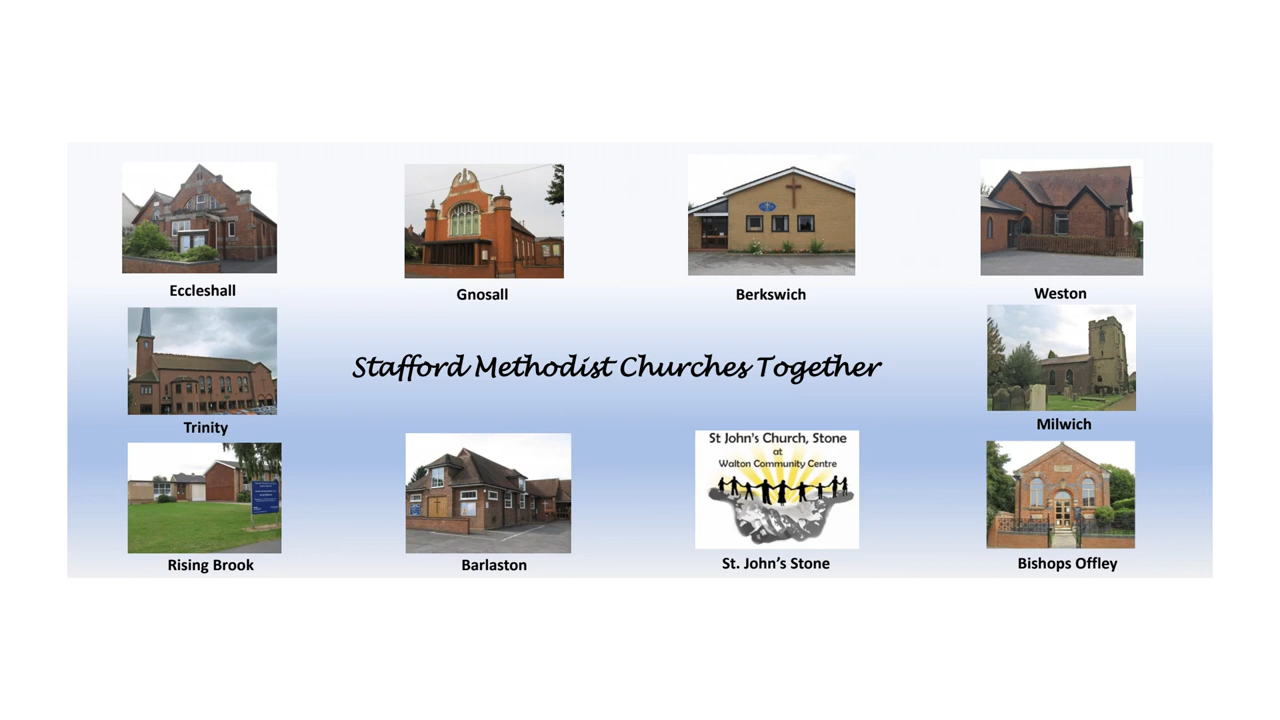 Eccleshall
Gnosall
Berkswich
Weston
Trinity
Stafford Methodist Churches Together
Milwich
Rising Brook
Barlaston
St John's Church, Stone
at
Walton Community Centre
St. John’s Stone
Bishops Offley